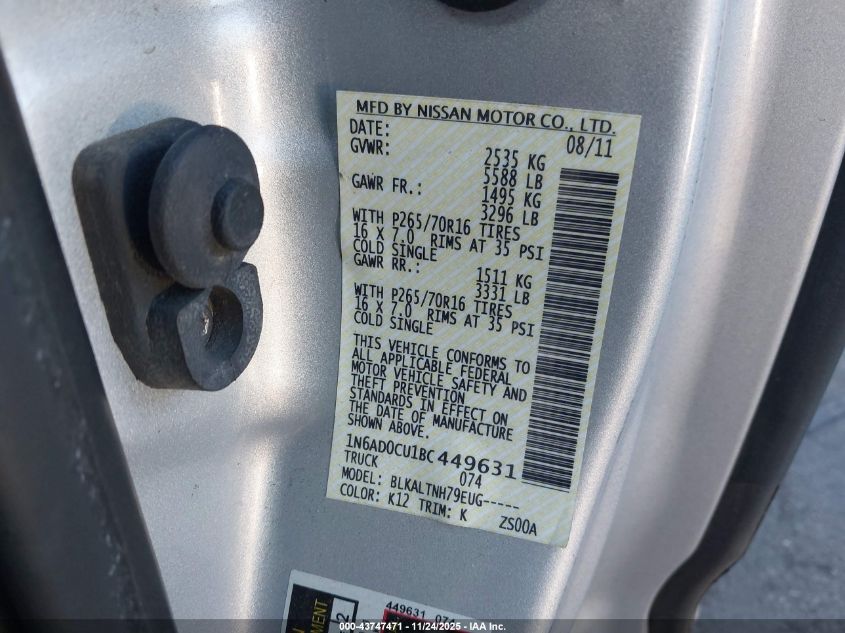 MFD BY NISSAN MOTOR CO., LTD.
DATE: 08/11
GVWR: 2535 KG
5588 LB
GAWR FR.: 1495 KG
3296 LB
WITH P265/70R16 TIRES
16 X 7.0 RIMS AT 35 PSI
COLD SINGLE
GAWR RR.: 1511 KG
3331 LB
WITH P265/70R16 TIRES
16 X 7.0 RIMS AT 35 PSI
COLD SINGLE
THIS VEHICLE CONFORMS TO
ALL APPLICABLE FEDERAL
MOTOR VEHICLE SAFETY AND
THEFT PREVENTION
STANDARDS IN EFFECT ON
THE DATE OF MANUFACTURE
SHOWN ABOVE.
1N6AD0CU1BC449631
TRUCK 074
MODEL: BLKALTNH79EUG-----
COLOR: K12 TRIM: K ZS00A
449631
© -- 43747471 - 11/24/2025 - IAA Inc.